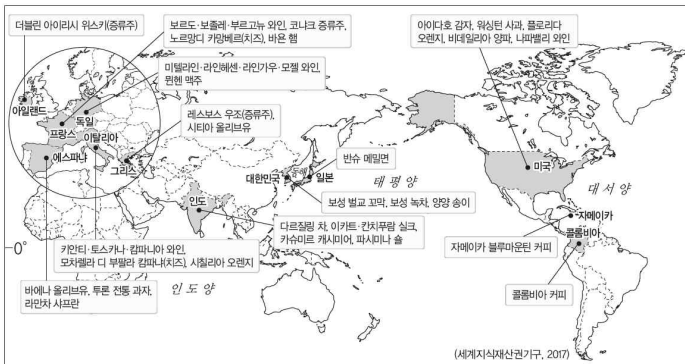 더블린 아이리시 위스키(증류주)
보르도·보졸레·부르고뉴 와인, 코냑 증류주,
노르망디 카망베르(치즈), 바욘 햄
아이다호 감자, 워싱턴 사과, 플로리다
오렌지, 비데일리아 양파, 나파밸리 와인
미텔라인·라인헤센·라인가우·모젤 와인,
뮌헨 맥주
레스보스 우조(증류주),
시티아 올리브유
아일랜드
독일
프랑스
이탈리아
에스파냐
그리스
반슈 메밀면
대한민국
동해
일본
태평양
미국
대서양
인도
보성 벌교 꼬막, 보성 녹차, 양양 송이
다르질링 차, 이카트·칸치푸람 실크,
카슈미르 캐시미어, 파시미나 숄
자메이카
콜롬비아
자메이카 블루마운틴 커피
0°
키안티·토스카나·캄파니아 와인,
모차렐라 디 부팔라 캄파냐(치즈), 시칠리아 오렌지
바에나 올리브유, 투론 전통 과자,
라만차 샤프란
인도양
콜롬비아 커피
(세계지식재산권기구, 2017)